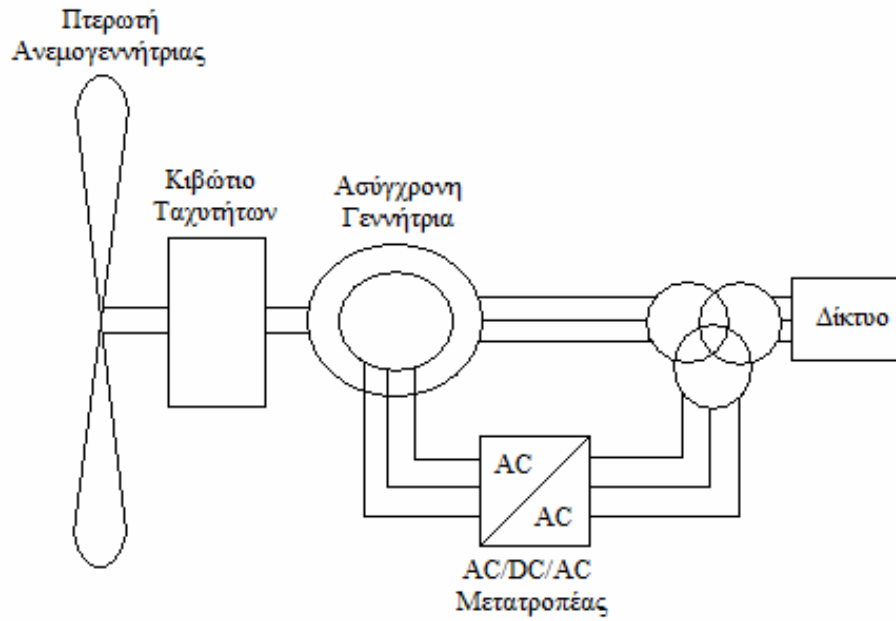 Πτερωτή
Ανεμογεννήτριας
Κιβώτιο
Ταχυτήτων
Ασύγχρονη
Γεννήτρια
Δίκτυο
AC
AC
AC/DC/AC
Μετατροπέας